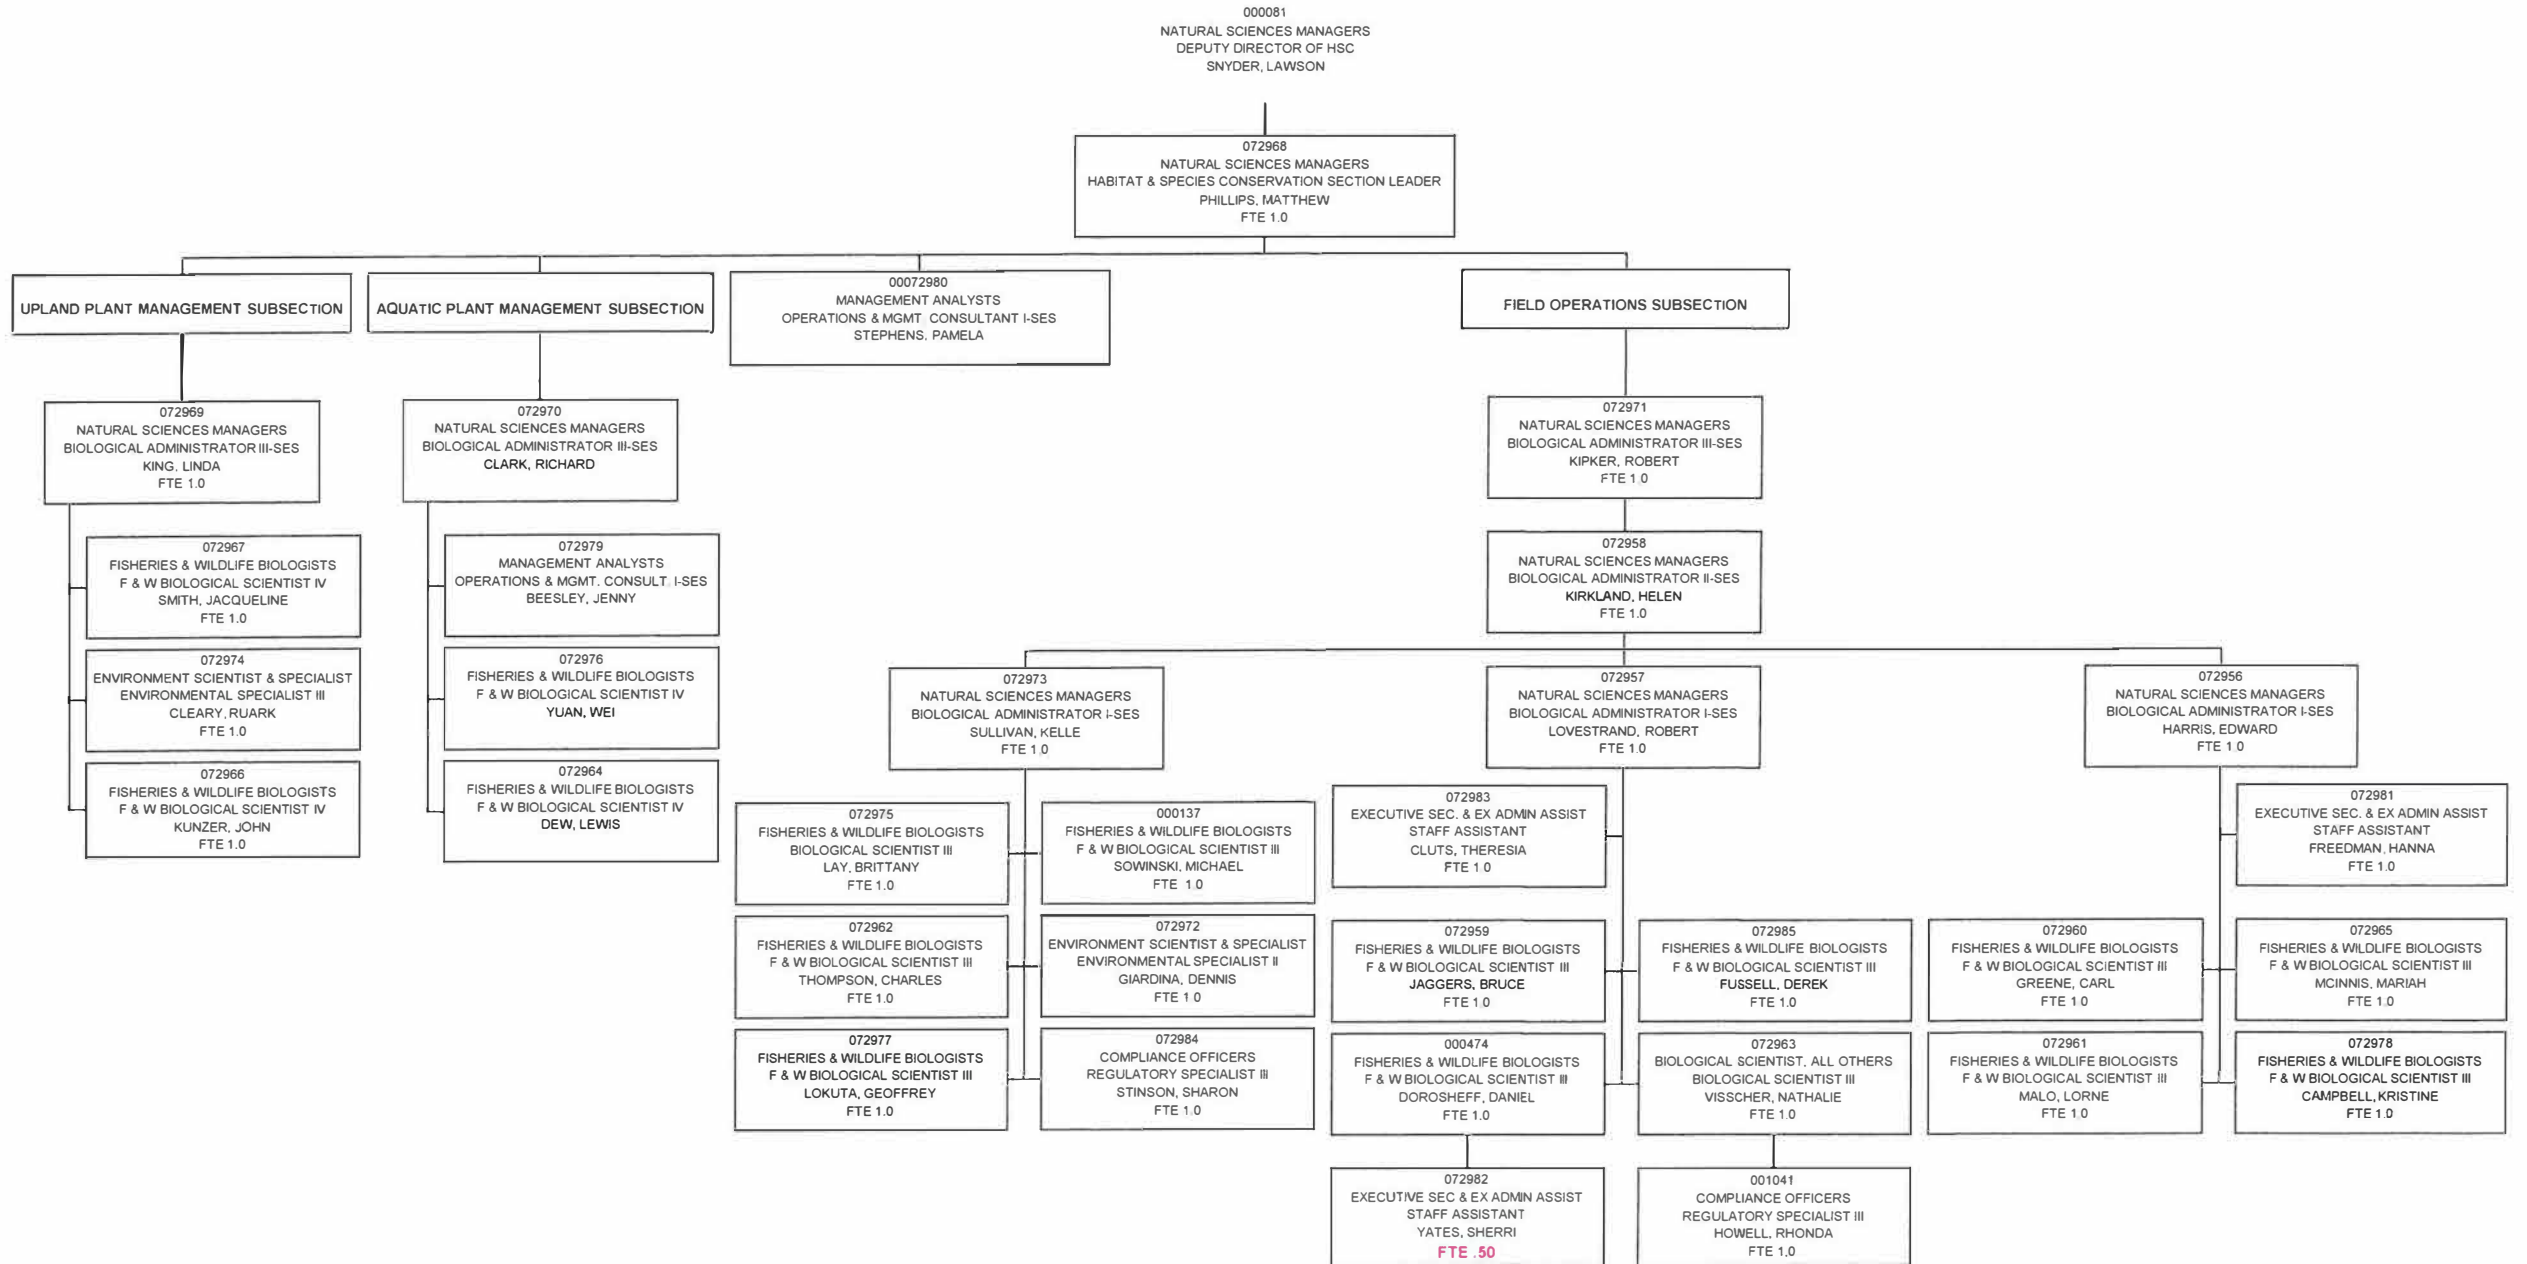 000081
NATURAL SCIENCES MANAGERS
DEPUTY DIRECTOR OF HSC
SNYDER, LAWSON
072968
NATURAL SCIENCES MANAGERS
HABITAT & SPECIES CONSERVATION SECTION LEADER
PHILLIPS, MATTHEW
FTE 1.0
UPLAND PLANT MANAGEMENT SUBSECTION
AQUATIC PLANT MANAGEMENT SUBSECTION
00072980
MANAGEMENT ANALYSTS
OPERATIONS & MGMT. CONSULTANT I-SES
STEPHENS, PAMELA
FIELD OPERATIONS SUBSECTION
072969
NATURAL SCIENCES MANAGERS
BIOLOGICAL ADMINISTRATOR III-SES
KING, LINDA
FTE 1.0
072970
NATURAL SCIENCES MANAGERS
BIOLOGICAL ADMINISTRATOR III-SES
CLARK, RICHARD
072971
NATURAL SCIENCES MANAGERS
BIOLOGICAL ADMINISTRATOR III-SES
KIPKER, ROBERT
FTE 1.0
072967
FISHERIES & WILDLIFE BIOLOGISTS
F & W BIOLOGICAL SCIENTIST IV
SMITH, JACQUELINE
FTE 1.0
072979
MANAGEMENT ANALYSTS
OPERATIONS & MGMT. CONSULT. I-SES
BEESLEY, JENNY
072958
NATURAL SCIENCES MANAGERS
BIOLOGICAL ADMINISTRATOR II-SES
KIRKLAND, HELEN
FTE 1.0
072974
ENVIRONMENT SCIENTIST & SPECIALIST
ENVIRONMENTAL SPECIALIST III
CLEARY, RUARK
FTE 1.0
072976
FISHERIES & WILDLIFE BIOLOGISTS
F & W BIOLOGICAL SCIENTIST IV
YUAN, WEI
072973
NATURAL SCIENCES MANAGERS
BIOLOGICAL ADMINISTRATOR I-SES
SULLIVAN, KELLE
FTE 1.0
072957
NATURAL SCIENCES MANAGERS
BIOLOGICAL ADMINISTRATOR I-SES
LOVESTRAND, ROBERT
FTE 1.0
072956
NATURAL SCIENCES MANAGERS
BIOLOGICAL ADMINISTRATOR I-SES
HARRIS, EDWARD
FTE 1.0
072966
FISHERIES & WILDLIFE BIOLOGISTS
F & W BIOLOGICAL SCIENTIST IV
KUNZER, JOHN
FTE 1.0
072964
FISHERIES & WILDLIFE BIOLOGISTS
F & W BIOLOGICAL SCIENTIST IV
DEW, LEWIS
072975
FISHERIES & WILDLIFE BIOLOGISTS
BIOLOGICAL SCIENTIST III
LAY, BRITTANY
FTE 1.0
000137
FISHERIES & WILDLIFE BIOLOGISTS
F & W BIOLOGICAL SCIENTIST III
SOWINSKI, MICHAEL
FTE 1.0
072983
EXECUTIVE SEC. & EX ADMIN ASSIST
STAFF ASSISTANT
CLUTS, THERESIA
FTE 1.0
072981
EXECUTIVE SEC. & EX ADMIN ASSIST
STAFF ASSISTANT
FREEDMAN, HANNA
FTE 1.0
072962
FISHERIES & WILDLIFE BIOLOGISTS
F & W BIOLOGICAL SCIENTIST III
THOMPSON, CHARLES
FTE 1.0
072972
ENVIRONMENT SCIENTIST & SPECIALIST
ENVIRONMENTAL SPECIALIST II
GIARDINA, DENNIS
FTE 1.0
072959
FISHERIES & WILDLIFE BIOLOGISTS
F & W BIOLOGICAL SCIENTIST III
JAGGERS, BRUCE
FTE 1.0
072985
FISHERIES & WILDLIFE BIOLOGISTS
F & W BIOLOGICAL SCIENTIST III
FUSSELL, DEREK
FTE 1.0
072960
FISHERIES & WILDLIFE BIOLOGISTS
F & W BIOLOGICAL SCIENTIST III
GREENE, CARL
FTE 1.0
072965
FISHERIES & WILDLIFE BIOLOGISTS
F & W BIOLOGICAL SCIENTIST III
MCINNIS, MARIAH
FTE 1.0
072977
FISHERIES & WILDLIFE BIOLOGISTS
F & W BIOLOGICAL SCIENTIST III
LOKUTA, GEOFFREY
FTE 1.0
072984
COMPLIANCE OFFICERS
REGULATORY SPECIALIST III
STINSON, SHARON
FTE 1.0
000474
FISHERIES & WILDLIFE BIOLOGISTS
F & W BIOLOGICAL SCIENTIST III
DOROSHEFF, DANIEL
FTE 1.0
072963
BIOLOGICAL SCIENTIST, ALL OTHERS
BIOLOGICAL SCIENTIST III
VISSCHER, NATHALIE
FTE 1.0
072961
FISHERIES & WILDLIFE BIOLOGISTS
F & W BIOLOGICAL SCIENTIST III
MALO, LORNE
FTE 1.0
072978
FISHERIES & WILDLIFE BIOLOGISTS
F & W BIOLOGICAL SCIENTIST III
CAMPBELL, KRISTINE
FTE 1.0
072982
EXECUTIVE SEC & EX ADMIN ASSIST
STAFF ASSISTANT
YATES, SHERRI
FTE .50
001041
COMPLIANCE OFFICERS
REGULATORY SPECIALIST III
HOWELL, RHONDA
FTE 1.0